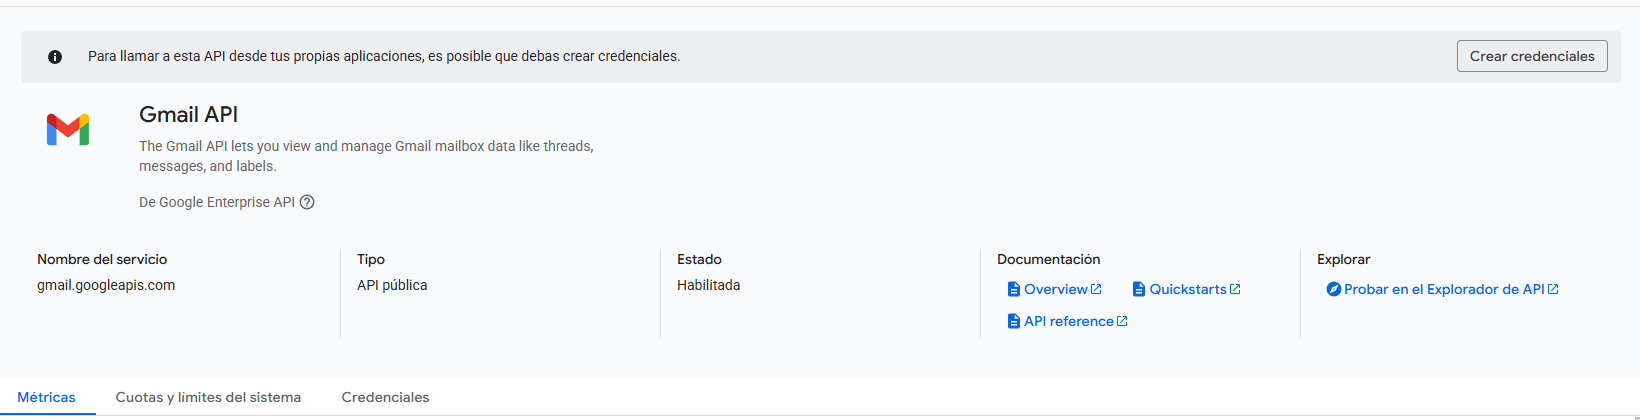 Para llamar a esta API desde tus propias aplicaciones, es posible que debas crear credenciales.
Crear credenciales
Gmail API
The Gmail API lets you view and manage Gmail mailbox data like threads,
messages, and labels.
De Google Enterprise API
Nombre del servicio
gmail.googleapis.com
Tipo
API pública
Estado
Habilitada
Documentación
Overview
Quickstarts
API reference
Explorar
Probar en el Explorador de API
Métricas
Cuotas y límites del sistema
Credenciales